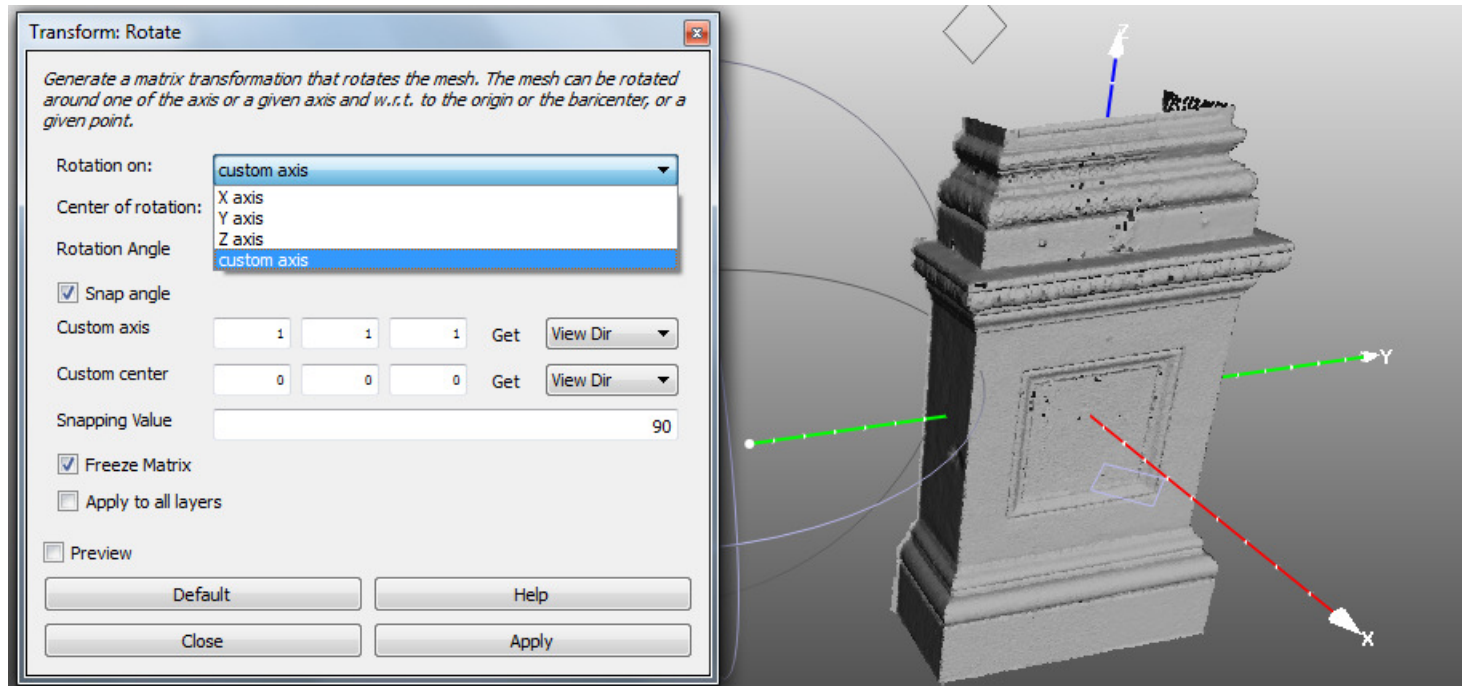 Transform: Rotate
Generate a matrix transformation that rotates the mesh. The mesh can be rotated
around one of the axis or a given axis and w.r.t. to the origin or the baricenter, or a
given point.
Rotation on: custom axis
X axis
Center of rotation: Y axis
Z axis
Rotation Angle custom axis
Snap angle
Custom axis 1 1 1 Get View Dir
Custom center 0 0 0 Get View Dir
Snapping Value 90
Freeze Matrix
Apply to all layers
Preview
Default Help
Close Apply
Z
Y
X